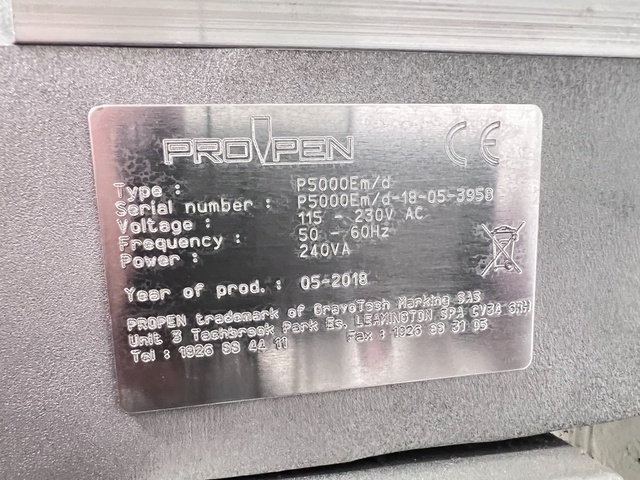 PROPEN
CE
Type : P5000Em/d
Serial number : P5000Em/d-18-05-3958
Voltage : 115 - 230V AC
Frequency : 50 - 60Hz
Power : 240VA
Year of prod.: 05-2018
PROPEN trademark of GravoTech Marking SAS
Unit 3 Tachbrook Park Es. LEAMINGTON SPA CV34 6RH
Tel : 1926 88 44 11 Fax : 1926 88 31 05